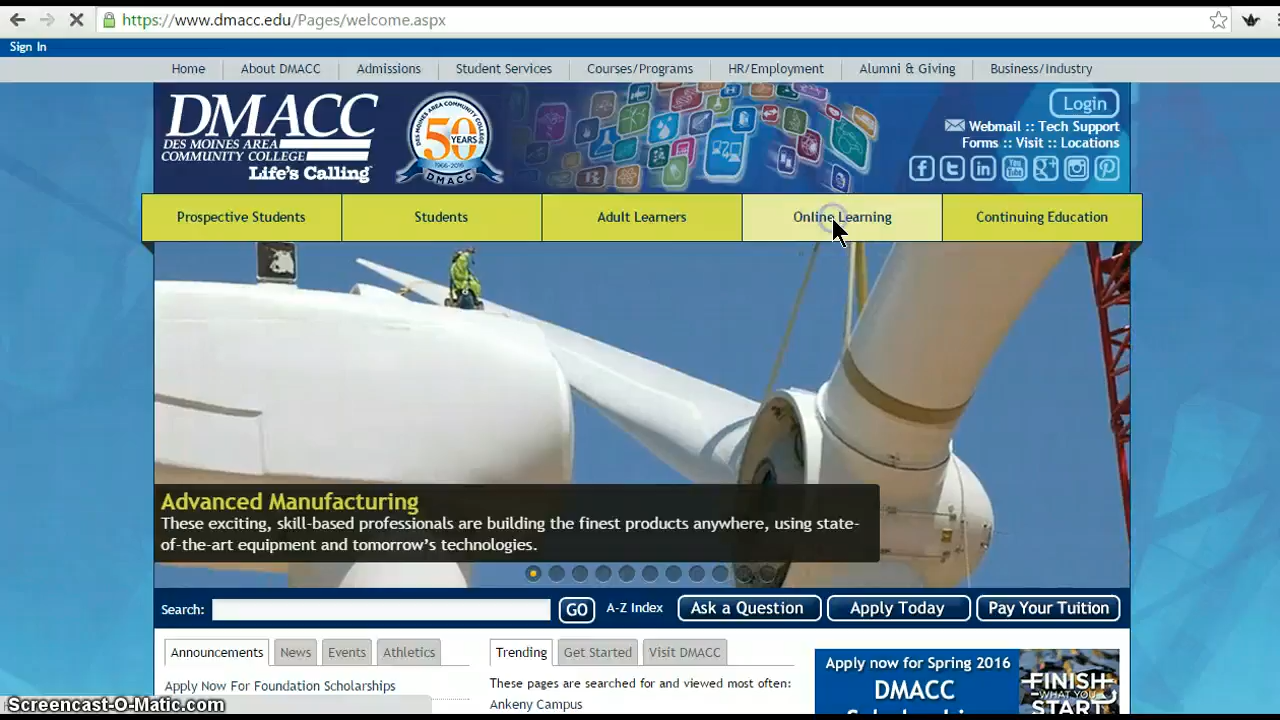 https://www.dmacc.edu/Pages/welcome.aspx
Sign In
Home About DMACC Admissions Student Services Courses/Programs HR/Employment Alumni & Giving Business/Industry
DMACC
DES MOINES AREA
COMMUNITY COLLEGE
Life's Calling
DES MOINES AREA COMMUNITY COLLEGE
50
YEARS
1966-2016
DMACC
Login
Webmail :: Tech Support
Forms :: Visit :: Locations
Prospective Students Students Adult Learners Online Learning Continuing Education
Advanced Manufacturing
These exciting, skill-based professionals are building the finest products anywhere, using state-
of-the-art equipment and tomorrow's technologies.
Search: GO A-Z Index Ask a Question Apply Today Pay Your Tuition
Announcements News Events Athletics Trending Get Started Visit DMACC
Apply Now For Foundation Scholarships
These pages are searched for and viewed most often:
Ankeny Campus
Apply now for Spring 2016
DMACC
FINISH
WHAT YOU
START
Screencast-O-Matic.com